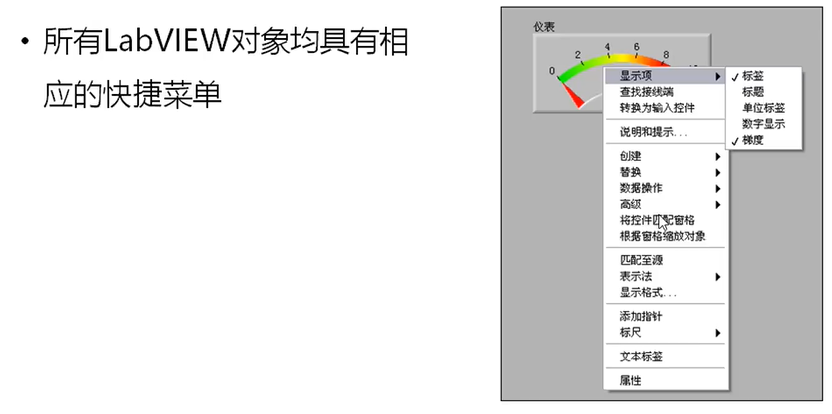 • 所有LabVIEW对象均具有相
应的快捷菜单
仪表
0 2 4 6 8
显示项
查找接线端
转换为输入控件
说明和提示...
创建
替换
数据操作
高级
将控件匹配窗格
根据窗格缩放对象
匹配至源
表示法
显示格式...
添加指针
标尺
文本标签
属性
✓ 标签
标题
单位标签
数字显示
✓ 梯度